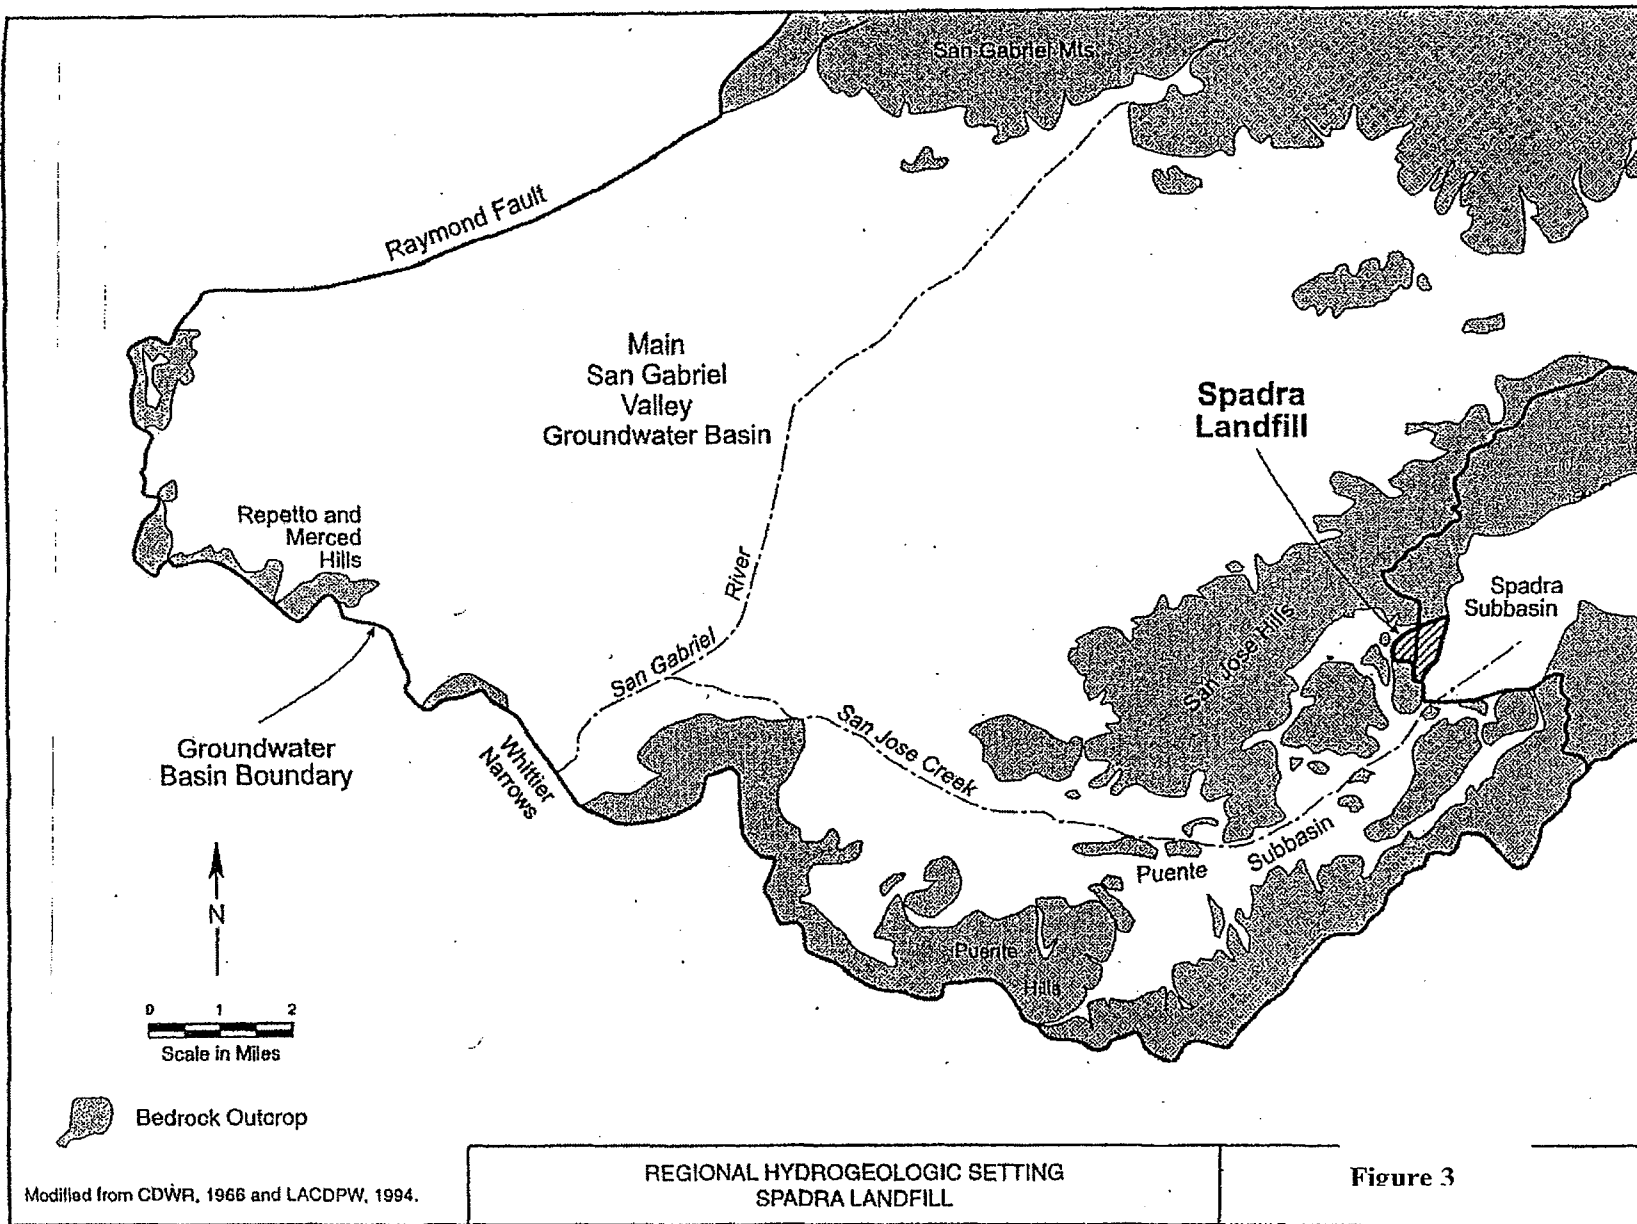 San Gabriel Mts.
Raymond Fault
Main
San Gabriel
Valley
Groundwater Basin
Spadra
Landfill
Repetto and
Merced
Hills
River
San Gabriel
Spadra
Subbasin
San Jose Hills
San Jose Creek
Groundwater
Basin Boundary
Whittier
Narrows
Puente
Subbasin
Puente
Hills
N
0 1 2
Scale in Miles
Bedrock Outcrop
Modified from CDWR, 1966 and LACDPW, 1994.
REGIONAL HYDROGEOLOGIC SETTING
SPADRA LANDFILL
Figure 3